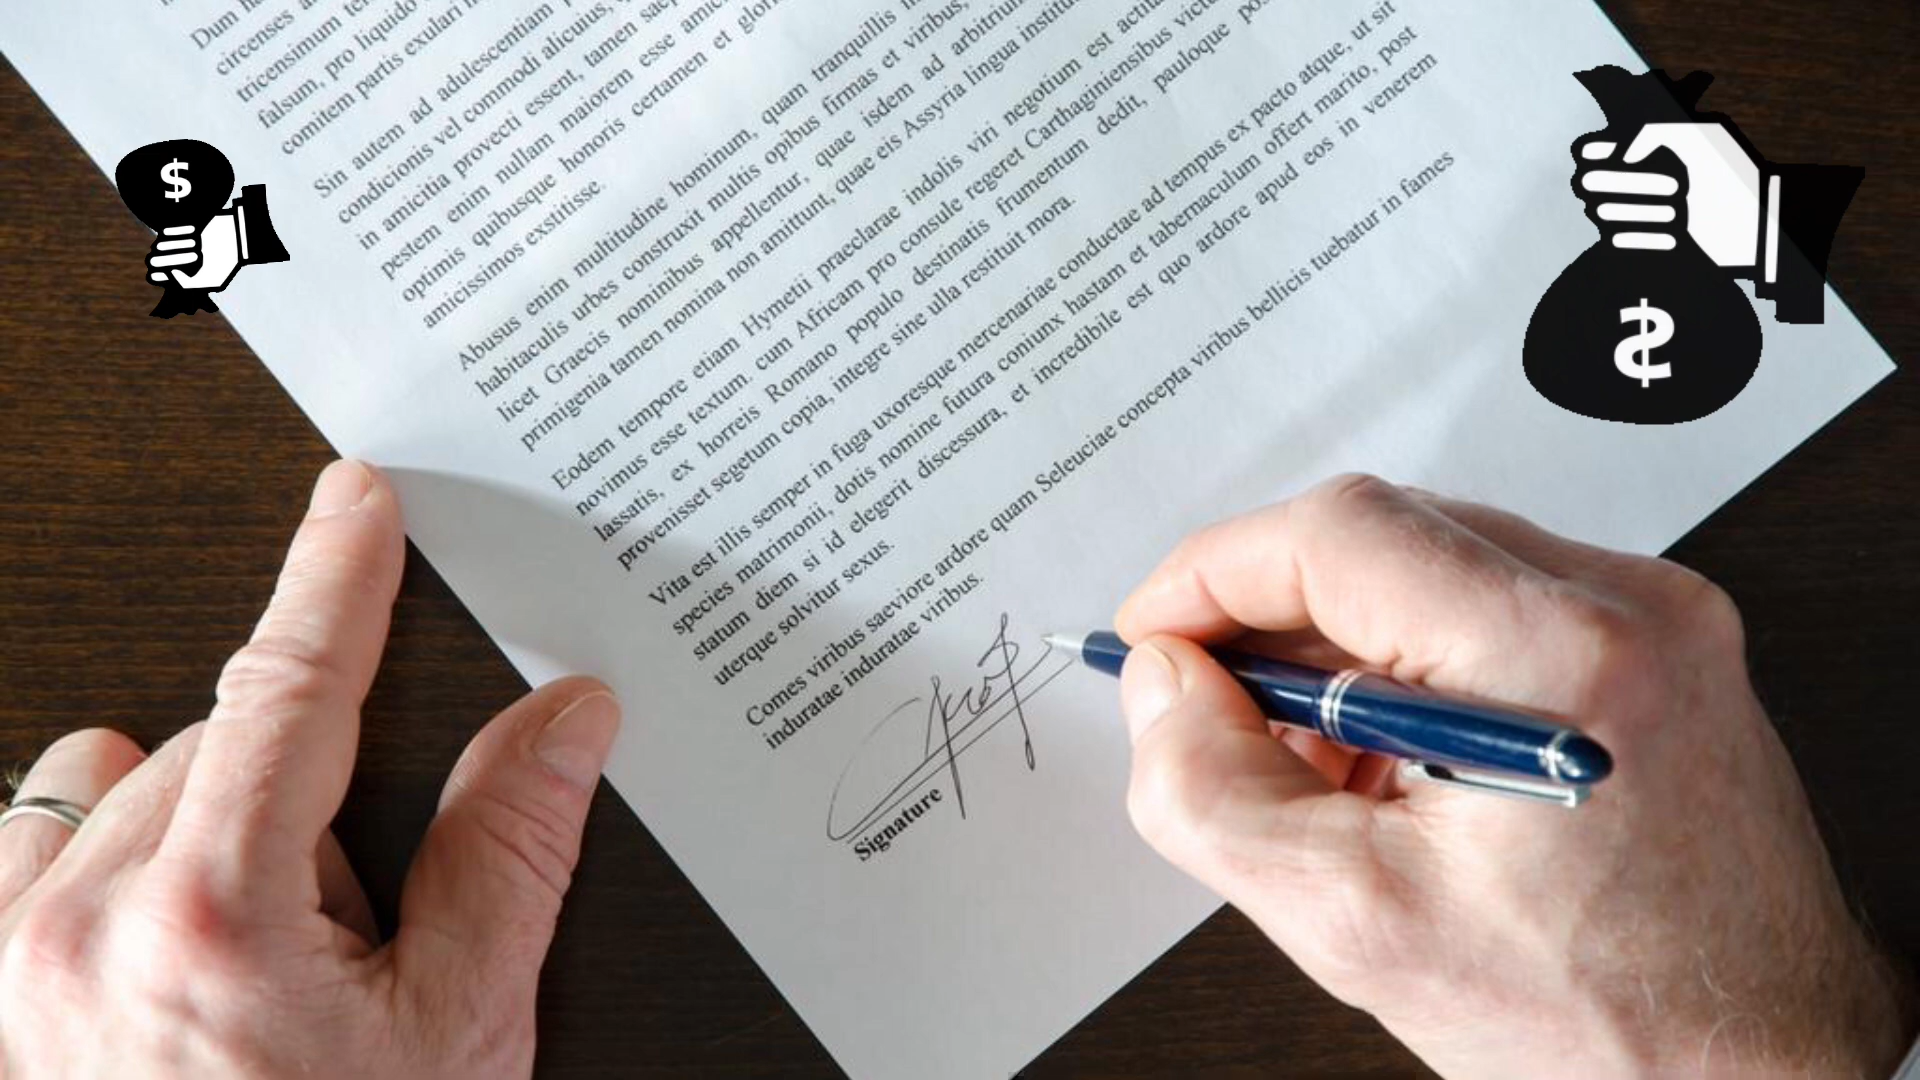 Dum
circenses
tricensimum
falsum, pro liquido
comitem partis exulari
Sin autem ad adulescentiam
condicionis vel commodi alicuius,
in amicitia provecti essent, tamen
pestem enim nullam maiorem esse
optimis quibusque honoris certamen et
amicissimos exstitisse.
Abusus enim multitudine hominum, quam tranquillis
habitaculis urbes construxit multis opibus firmas et viribus,
licet Graecis nominibus appellentur, quae isdem ad arbitrium
primigenia tamen nomina non amittunt, quae eis Assyria lingua
Eodem tempore etiam Hymetii praeclarae indolis viri negotium est
novimus esse textum. cum Africam pro consule regeret Carthaginiensibus
lassatis, ex horreis Romano populo destinatis frumentum dedit, pauloque
provenisset segetum copia, integre sine ulla restituit mora.
Vita est illis semper in fuga uxoresque mercenariae conductae ad tempus ex pacto atque, ut sit
species matrimonii, dotis nomine futura coniunx hastam et tabernaculum offert marito, post
statum diem si id elegerit discessura, et incredibile est quo ardore apud eos in venerem
uterque solvitur sexus.
Comes viribus saeviore ardore quam Seleuciae concepta viribus bellicis tuebatur in fames
induratae induratae viribus.
Signature
$
$